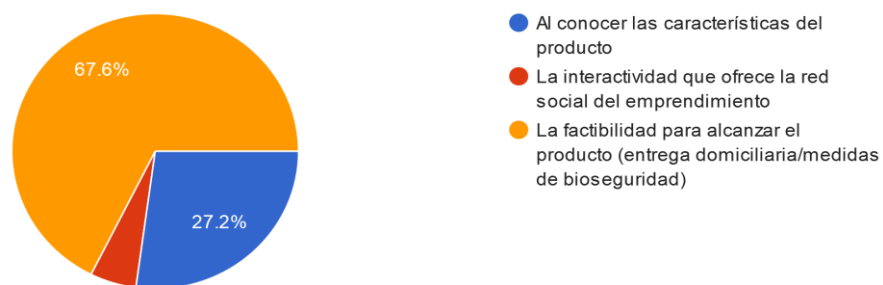 67.6%
27.2%
Al conocer las características del
producto
La interactividad que ofrece la red
social del emprendimiento
La factibilidad para alcanzar el
producto (entrega domiciliaria/medidas
de bioseguridad)